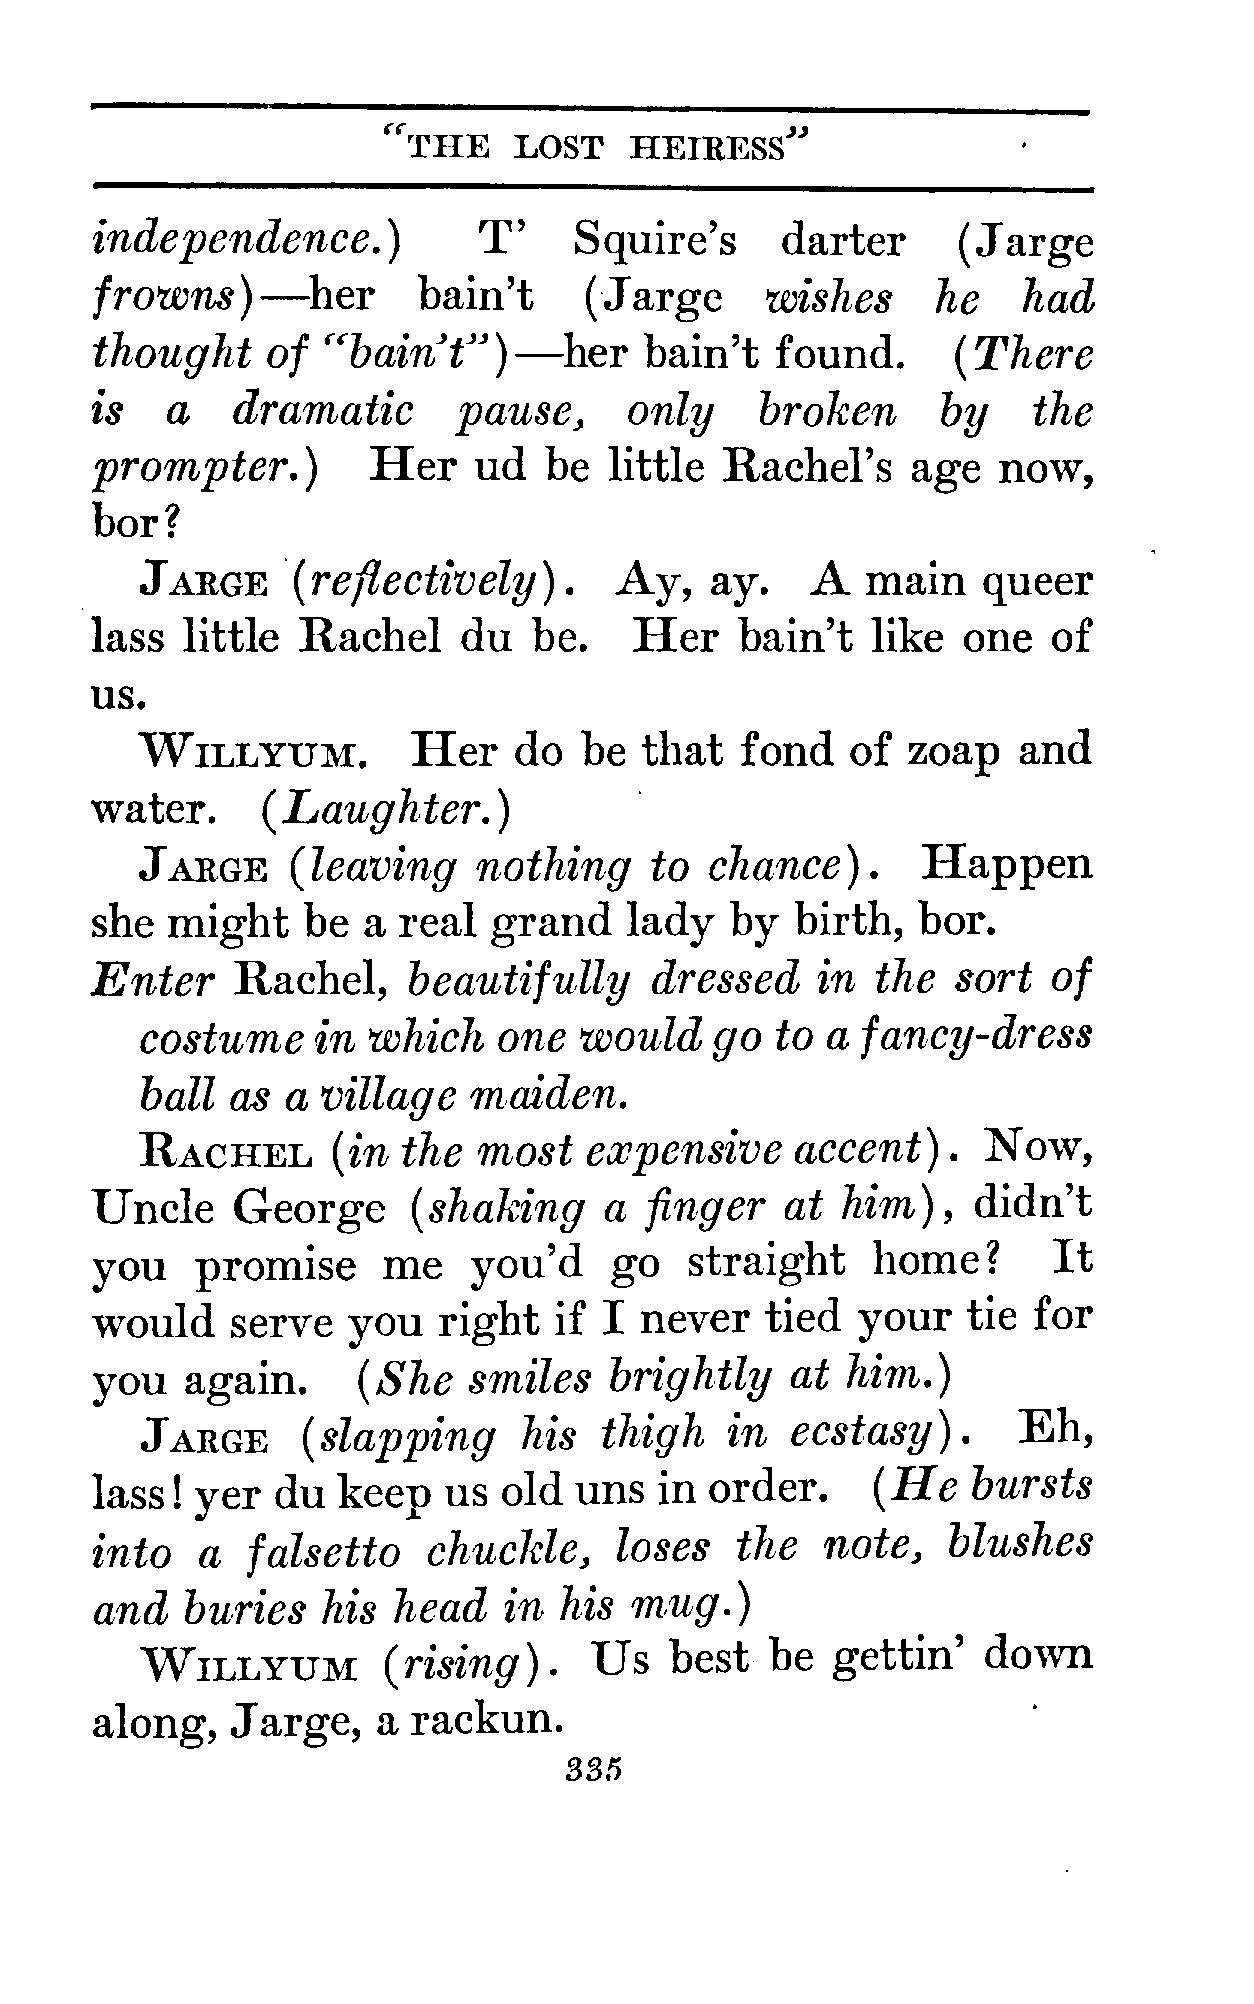 "THE LOST HEIRESS"
independence.) T' Squire's darter (Jarge
frowns)—her bain't (Jarge wishes he had
thought of "bain't")—her bain't found. (There
is a dramatic pause, only broken by the
prompter.) Her ud be little Rachel's age now,
bor?
JARGE (reflectively). Ay, ay. A main queer
lass little Rachel du be. Her bain't like one of
us.
WILLYUM. Her do be that fond of zoap and
water. (Laughter.)
JARGE (leaving nothing to chance). Happen
she might be a real grand lady by birth, bor.
Enter Rachel, beautifully dressed in the sort of
costume in which one would go to a fancy-dress
ball as a village maiden.
RACHEL (in the most expensive accent). Now,
Uncle George (shaking a finger at him), didn't
you promise me you'd go straight home? It
would serve you right if I never tied your tie for
you again. (She smiles brightly at him.)
JARGE (slapping his thigh in ecstasy). Eh,
lass! yer du keep us old uns in order. (He bursts
into a falsetto chuckle, loses the note, blushes
and buries his head in his mug.)
WILLYUM (rising). Us best be gettin' down
along, Jarge, a rackun.
335